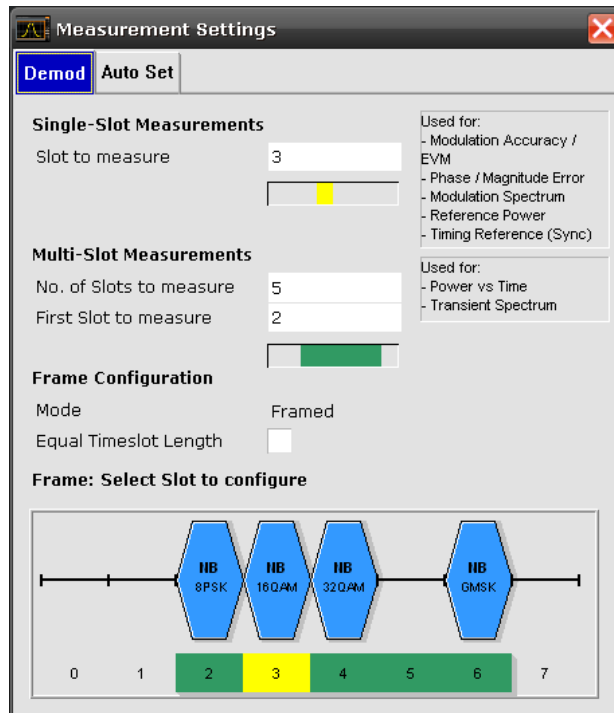 Measurement Settings
Demod
Auto Set
Single-Slot Measurements
Slot to measure
3
Used for:
- Modulation Accuracy /
EVM
- Phase / Magnitude Error
- Modulation Spectrum
- Reference Power
- Timing Reference (Sync)
Multi-Slot Measurements
No. of Slots to measure
5
First Slot to measure
2
Used for:
- Power vs Time
- Transient Spectrum
Frame Configuration
Mode
Framed
Equal Timeslot Length
Frame: Select Slot to configure
NB
8PSK
NB
16QAM
NB
32QAM
NB
GMSK
0 1 2 3 4 5 6 7